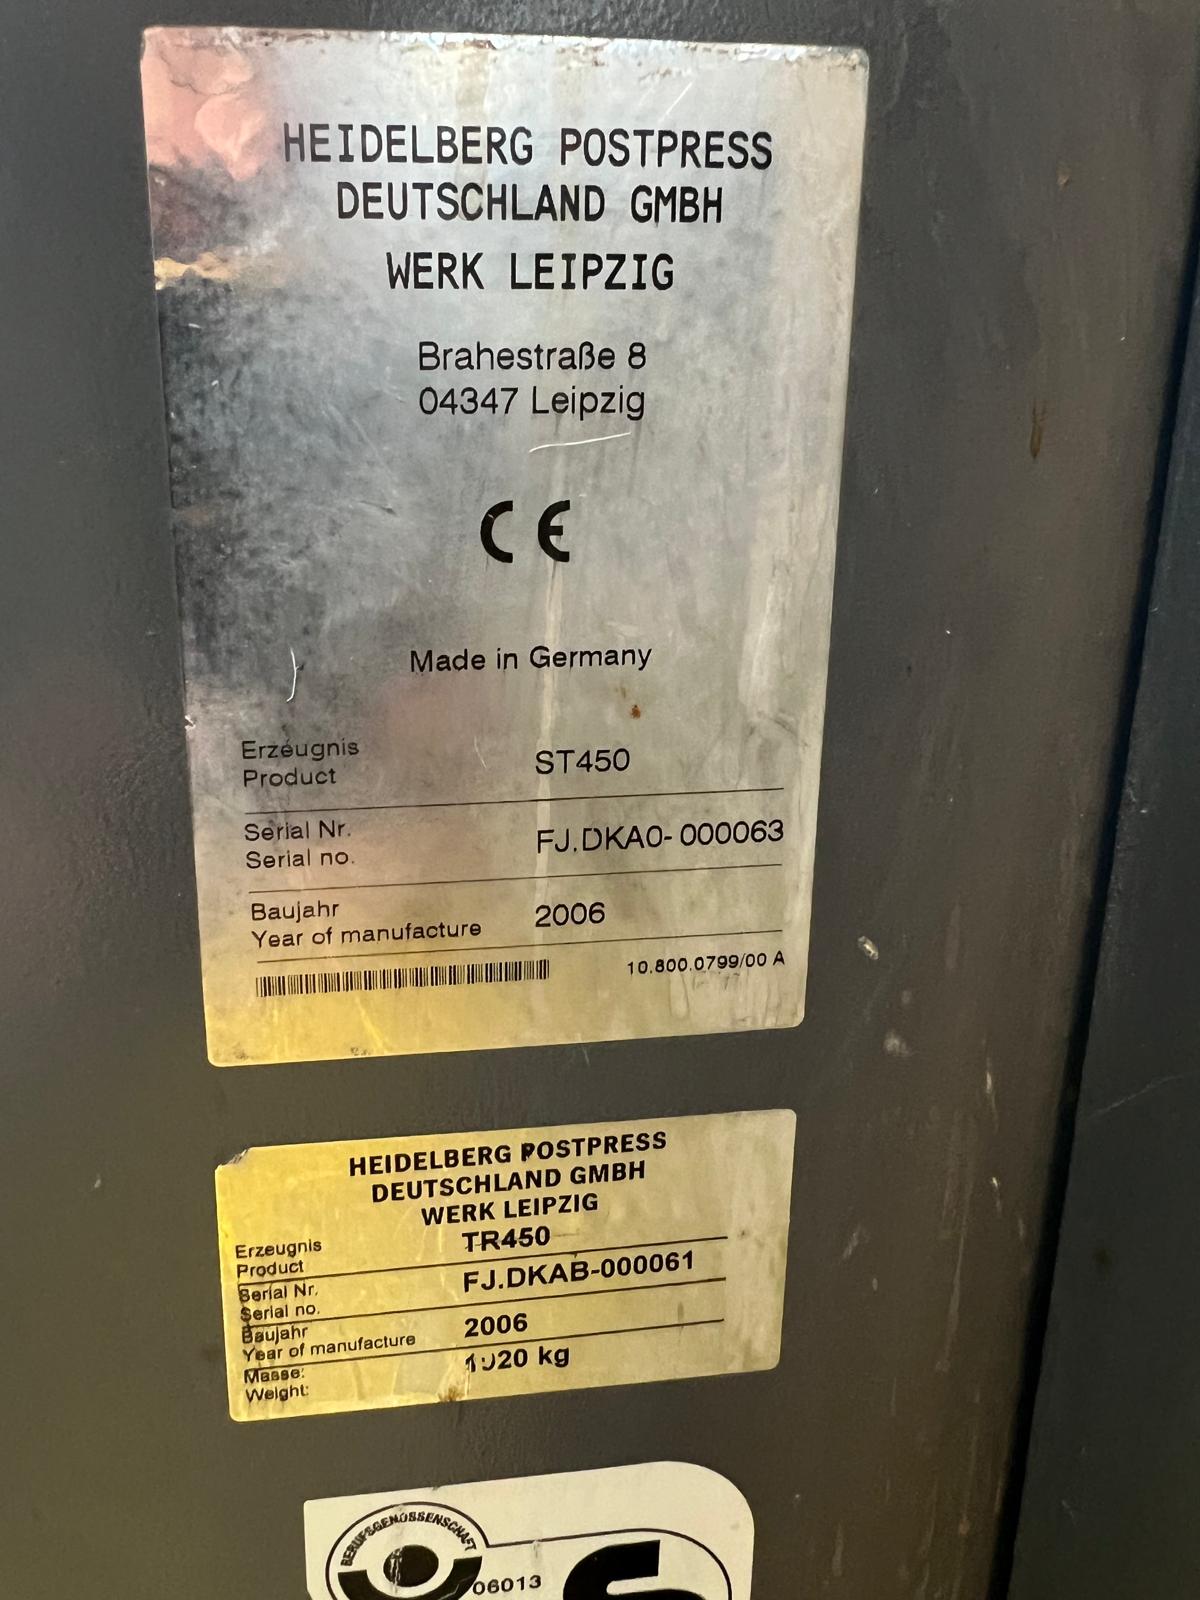 HEIDELBERG POSTPRESS
DEUTSCHLAND GMBH
WERK LEIPZIG
Brahestraße 8
04347 Leipzig
CE
Made in Germany
Erzeugnis
Product ST450
Serial Nr.
Serial no. FJ.DKA0-000063
Baujahr
Year of manufacture 2006
10.800.0799/00 A
HEIDELBERG POSTPRESS
DEUTSCHLAND GMBH
WERK LEIPZIG
Erzeugnis
Product TR450
Serial Nr.
Serial no. FJ.DKAB-000061
Baujahr
Year of manufacture 2006
Masse:
Weight: kg
BERUFSGENOSSENSCHAFT
06013